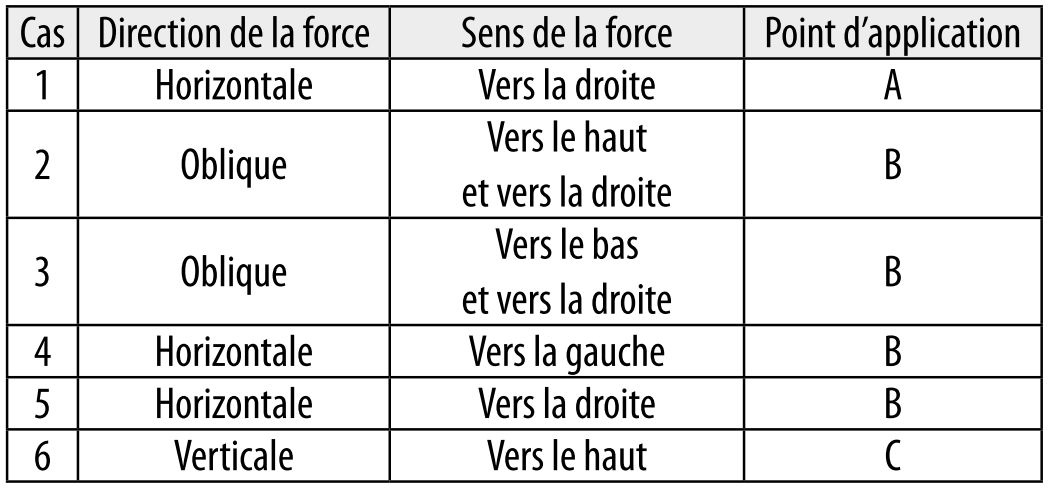 Cas Direction de la force Sens de la force Point d’application
1 Horizontale Vers la droite A
2 Oblique Vers le haut et vers la droite B
3 Oblique Vers le bas et vers la droite B
4 Horizontale Vers la gauche B
5 Horizontale Vers la droite B
6 Verticale Vers le haut C